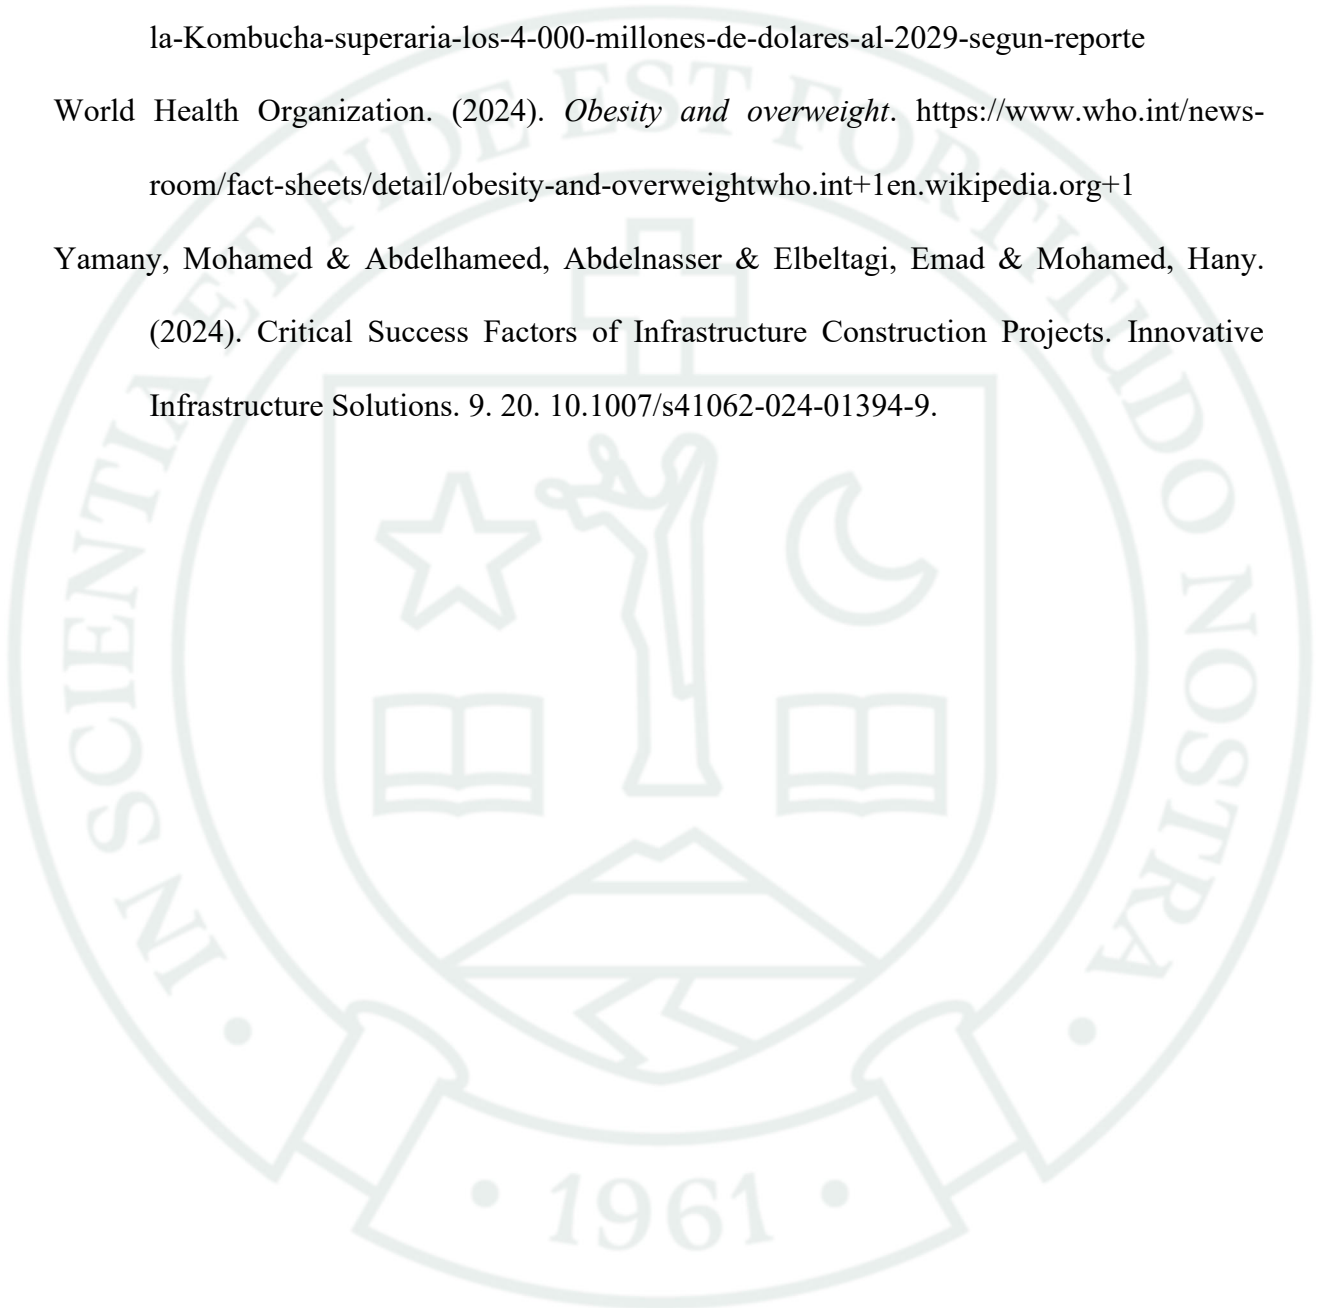 la-Kombucha-superaria-los-4-000-millones-de-dolares-al-2029-segun-reporte
World Health Organization. (2024). Obesity and overweight. https://www.who.int/news-
room/fact-sheets/detail/obesity-and-overweightwho.int+1en.wikipedia.org+1
Yamany, Mohamed & Abdelhameed, Abdelnasser & Elbeltagi, Emad & Mohamed, Hany.
(2024). Critical Success Factors of Infrastructure Construction Projects. Innovative
Infrastructure Solutions. 9. 20. 10.1007/s41062-024-01394-9.
• IN SCIENTIA ET FIDE EST FORTITUDO NOSTRA •
• 1961 •